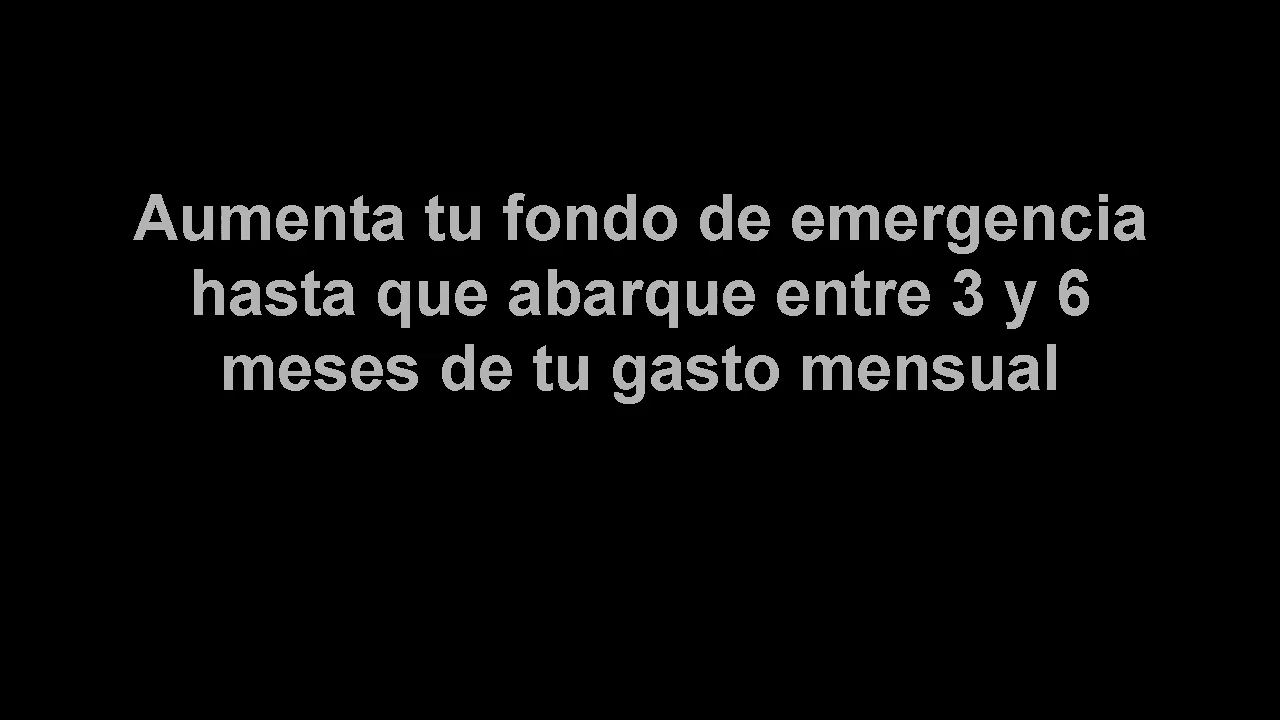 Aumenta tu fondo de emergencia
hasta que abarque entre 3 y 6
meses de tu gasto mensual